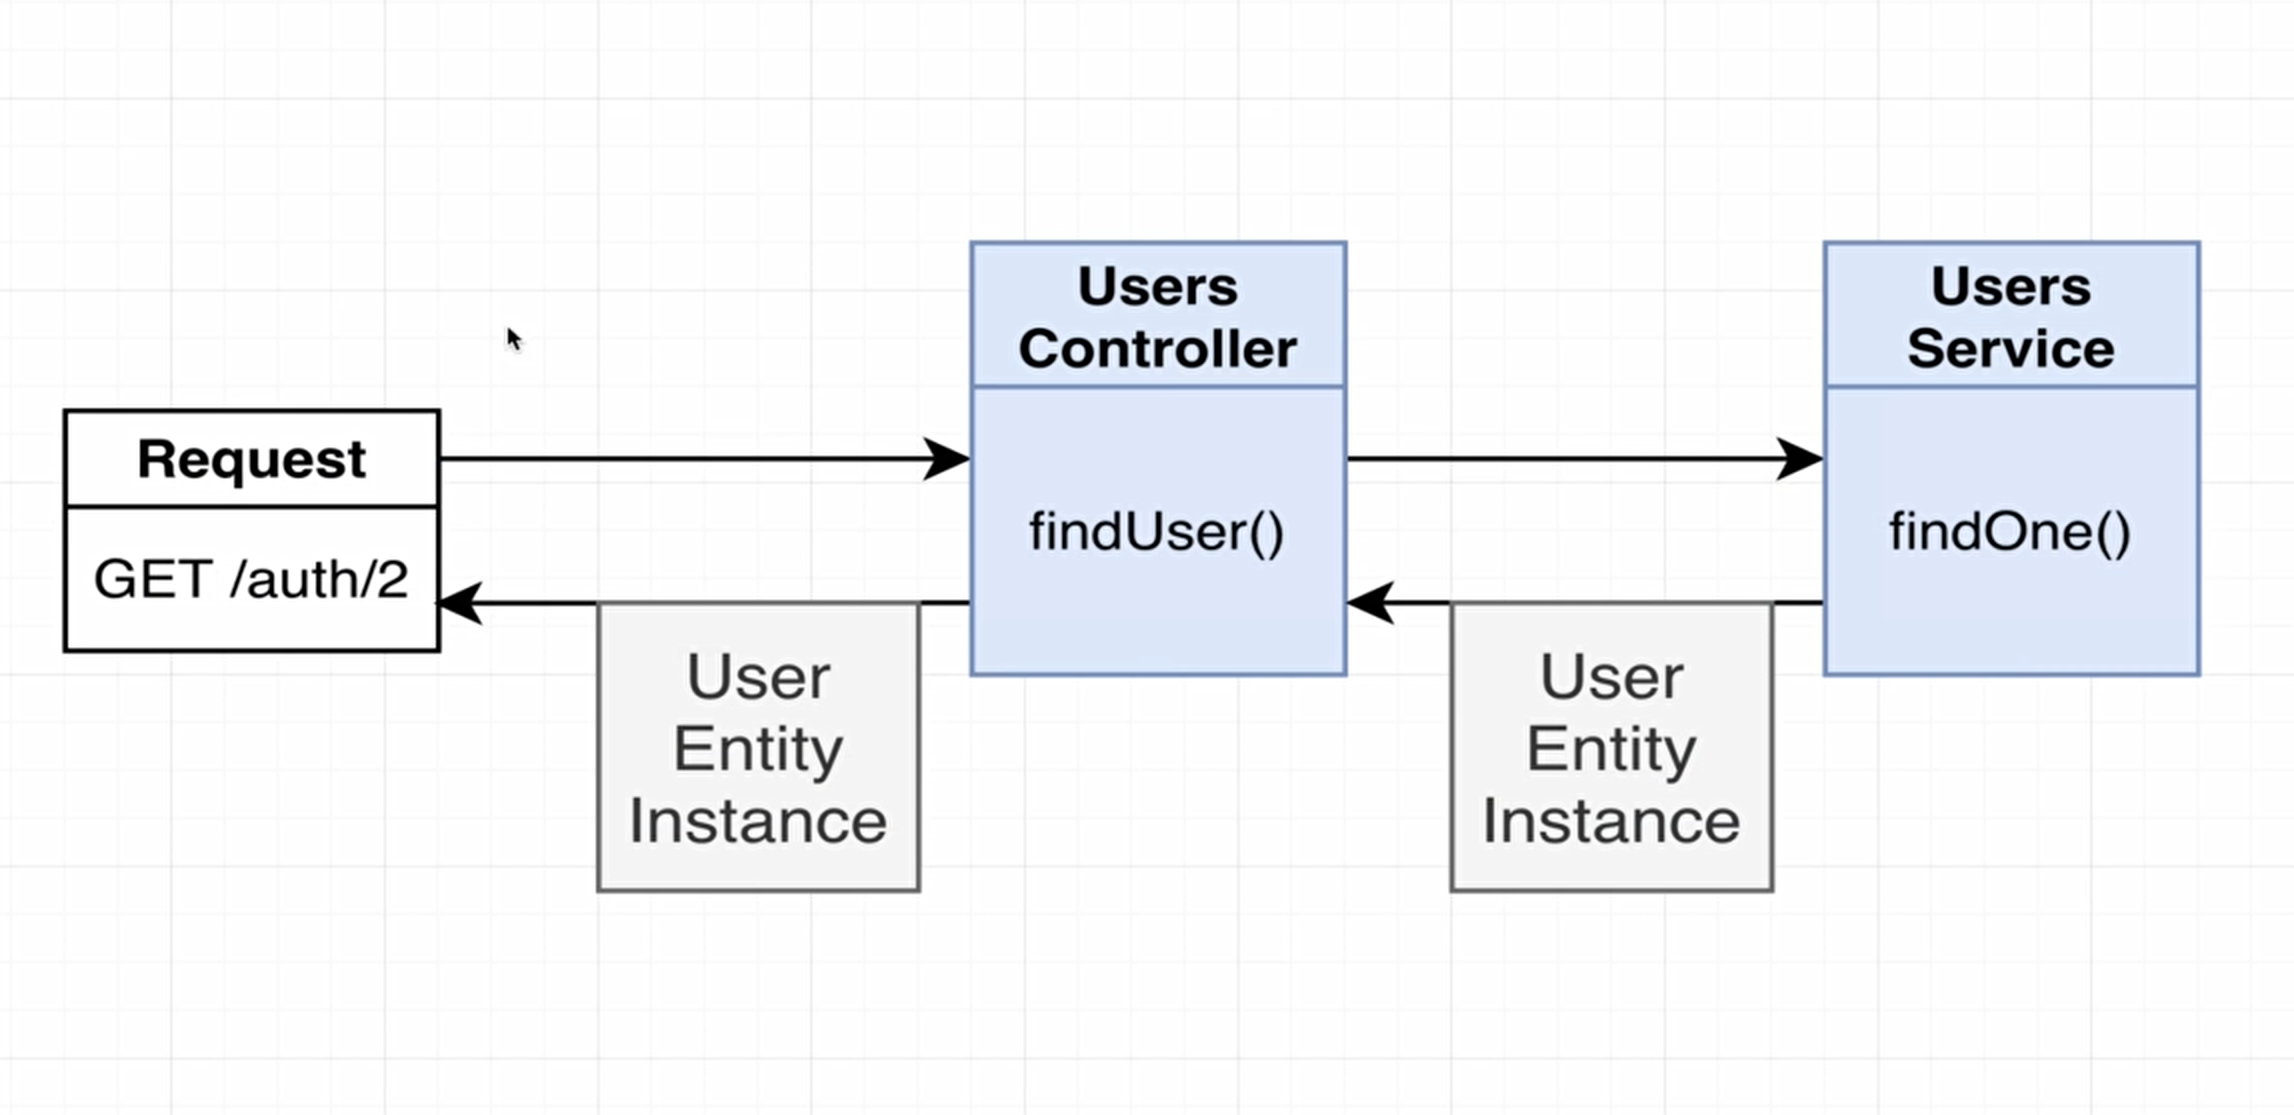 Request
GET /auth/2
User
Entity
Instance
Users
Controller
findUser()
User
Entity
Instance
Users
Service
findOne()